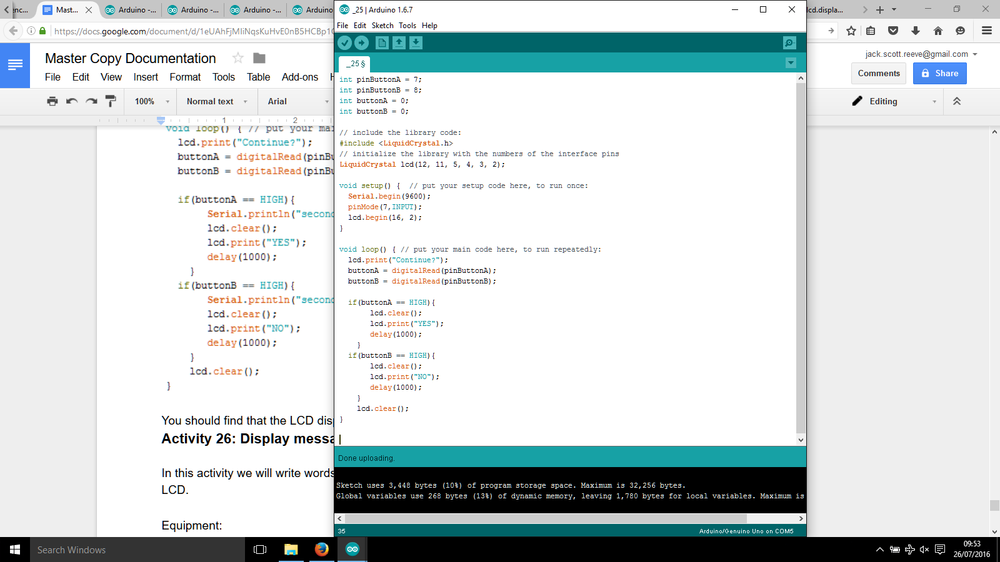 enc...
Mast...
Arduino -...
Arduino -...
Arduino -...
Arduino
lcd.displa...
https://docs.google.com/document/d/1eUAhFjMIiNqsKuHvE0nB5HCBp1
Master Copy Documentation
File Edit View Insert Format Tools Table Add-ons H
jack.scott.reeve@gmail.com
Comments
Share
100%
Normal text
Arial
Editing
1 2
void loop() { // put your mai
lcd.print("Continue?");
buttonA = digitalRead(pinBu
buttonB = digitalRead(pinBu
if(buttonA == HIGH){
Serial.println("second
lcd.clear();
lcd.print("YES");
delay(1000);
}
if(buttonB == HIGH){
Serial.println("second
lcd.clear();
lcd.print("NO");
delay(1000);
}
lcd.clear();
}
You should find that the LCD disp
Activity 26: Display messa
In this activity we will write words
LCD.
Equipment:
_25 | Arduino 1.6.7
File Edit Sketch Tools Help
_25 §
int pinButtonA = 7;
int pinButtonB = 8;
int buttonA = 0;
int buttonB = 0;
// include the library code:
#include <LiquidCrystal.h>
// initialize the library with the numbers of the interface pins
LiquidCrystal lcd(12, 11, 5, 4, 3, 2);
void setup() {  // put your setup code here, to run once:
Serial.begin(9600);
pinMode(7,INPUT);
lcd.begin(16, 2);
}
void loop() { // put your main code here, to run repeatedly:
lcd.print("Continue?");
buttonA = digitalRead(pinButtonA);
buttonB = digitalRead(pinButtonB);
if(buttonA == HIGH){
lcd.clear();
lcd.print("YES");
delay(1000);
}
if(buttonB == HIGH){
lcd.clear();
lcd.print("NO");
delay(1000);
}
lcd.clear();
}
Done uploading.
Sketch uses 3,448 bytes (10%) of program storage space. Maximum is 32,256 bytes.
Global variables use 268 bytes (13%) of dynamic memory, leaving 1,780 bytes for local variables. Maximum is
35
Arduino/Genuino Uno on COM5
Search Windows
09:53
26/07/2016